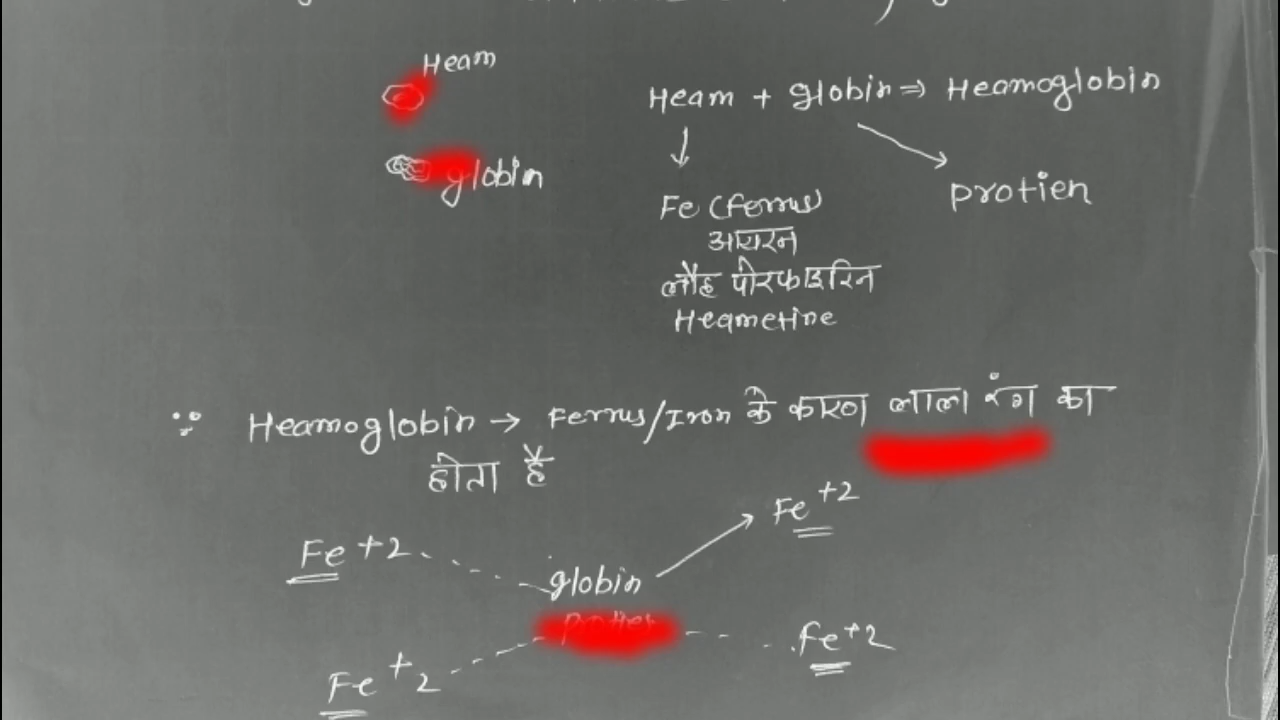 Heam
Heam + globin ⇒ Heamoglobin
globin
Protien
Fe (Ferrus)
आयरन
लौह पोरफाइरिन
Heametine
∵ Heamoglobin → Ferrus/Iron के कारण लाल रंग का
होता है
Fe+2
Fe+2
globin
Fe+2
Fe+2